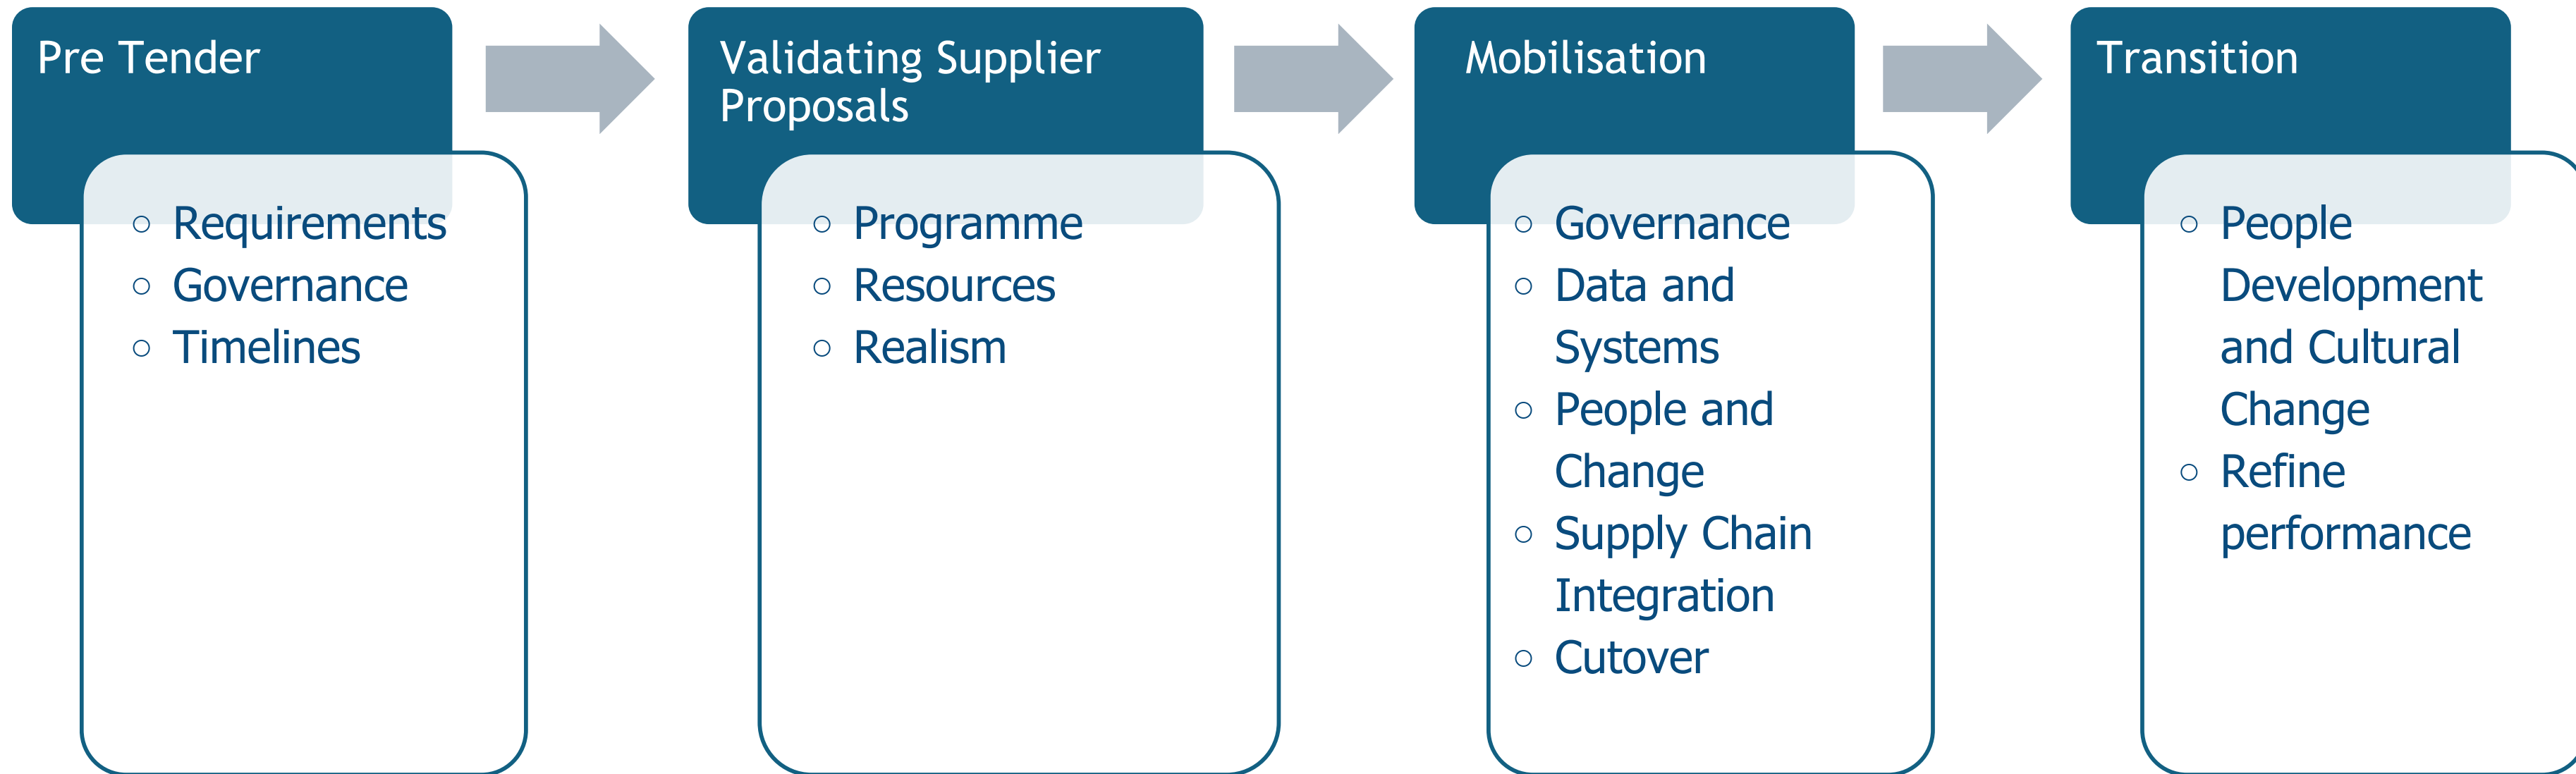 Pre Tender
○ Requirements
○ Governance
○ Timelines
Validating Supplier
Proposals
○ Programme
○ Resources
○ Realism
Mobilisation
○ Governance
○ Data and
Systems
○ People and
Change
○ Supply Chain
Integration
○ Cutover
Transition
○ People
Development
and Cultural
Change
○ Refine
performance